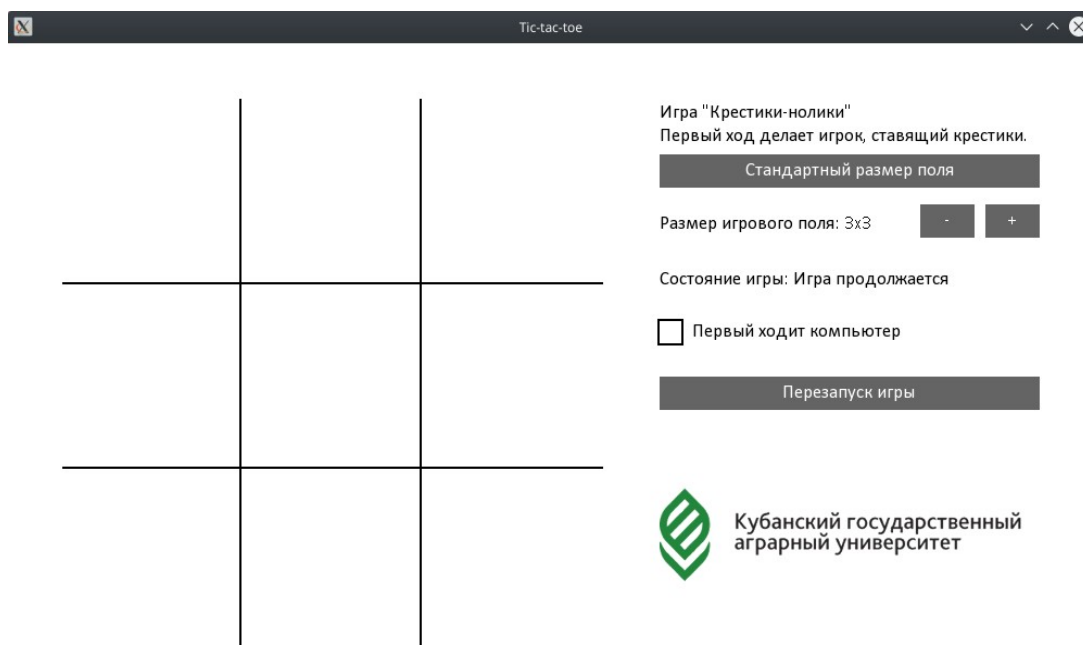 Tic-tac-toe
Игра "Крестики-нолики"
Первый ход делает игрок, ставящий крестики.
Стандартный размер поля
Размер игрового поля: 3x3 - +
Состояние игры: Игра продолжается
Первый ходит компьютер
Перезапуск игры
Кубанский государственный
аграрный университет